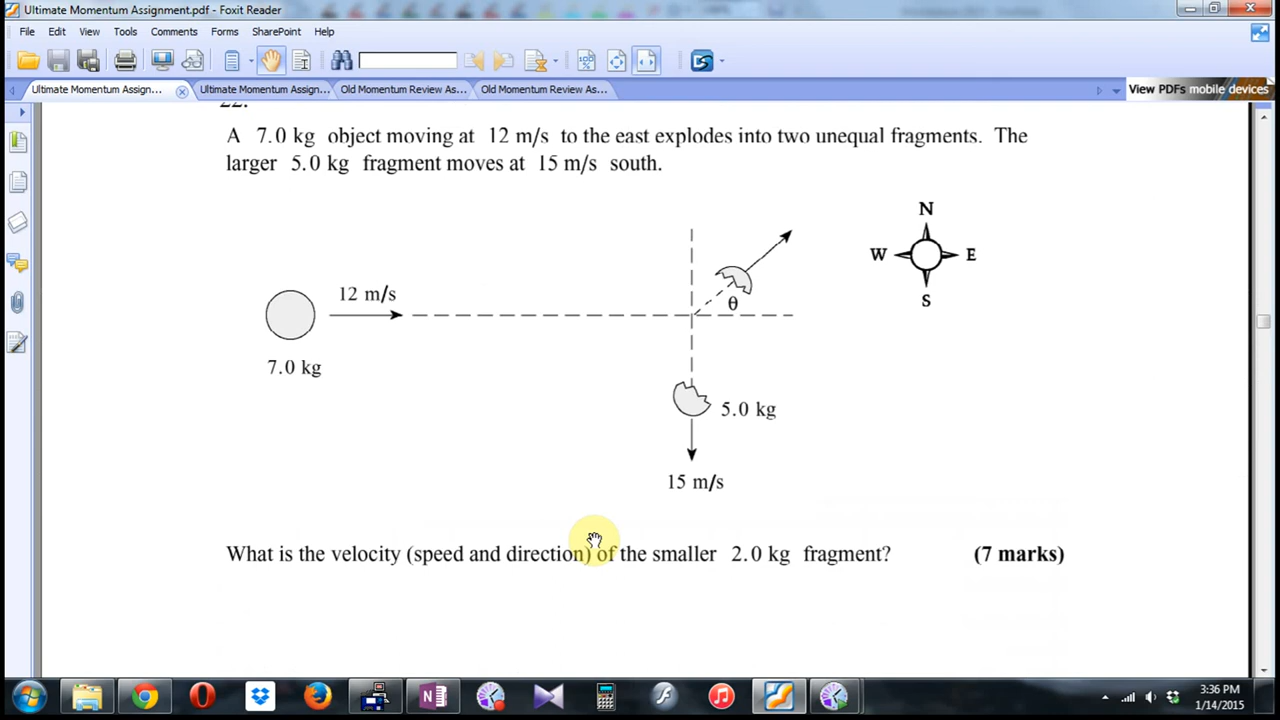 Ultimate Momentum Assignment.pdf - Foxit Reader
File Edit View Tools Comments Forms SharePoint Help
Ultimate Momentum Assign... Ultimate Momentum Assign... Old Momentum Review As... Old Momentum Review As... View PDFs mobile devices
22.
A 7.0 kg object moving at 12 m/s to the east explodes into two unequal fragments. The
larger 5.0 kg fragment moves at 15 m/s south.
N
W E
S
12 m/s
θ
7.0 kg
5.0 kg
15 m/s
What is the velocity (speed and direction) of the smaller 2.0 kg fragment? (7 marks)
3:36 PM
1/14/2015